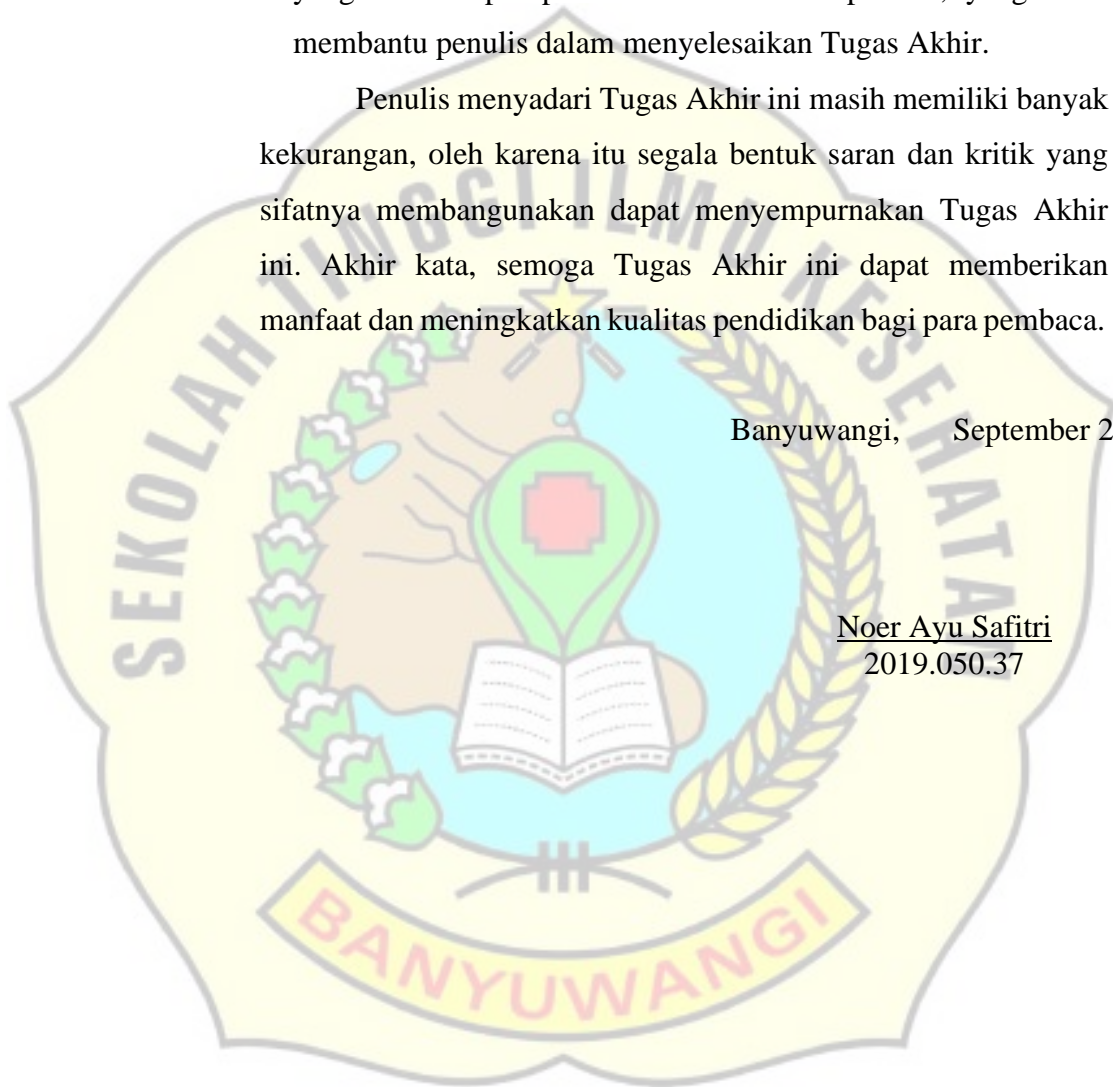 membantu penulis dalam menyelesaikan Tugas Akhir.
Penulis menyadari Tugas Akhir ini masih memiliki banyak
kekurangan, oleh karena itu segala bentuk saran dan kritik yang
sifatnya membangunakan dapat menyempurnakan Tugas Akhir
ini. Akhir kata, semoga Tugas Akhir ini dapat memberikan
manfaat dan meningkatkan kualitas pendidikan bagi para pembaca.
Banyuwangi, September 2
Noer Ayu Safitri
2019.050.37
SEKOLAH TINGGI ILMU KESEHATAN
BANYUWANGI